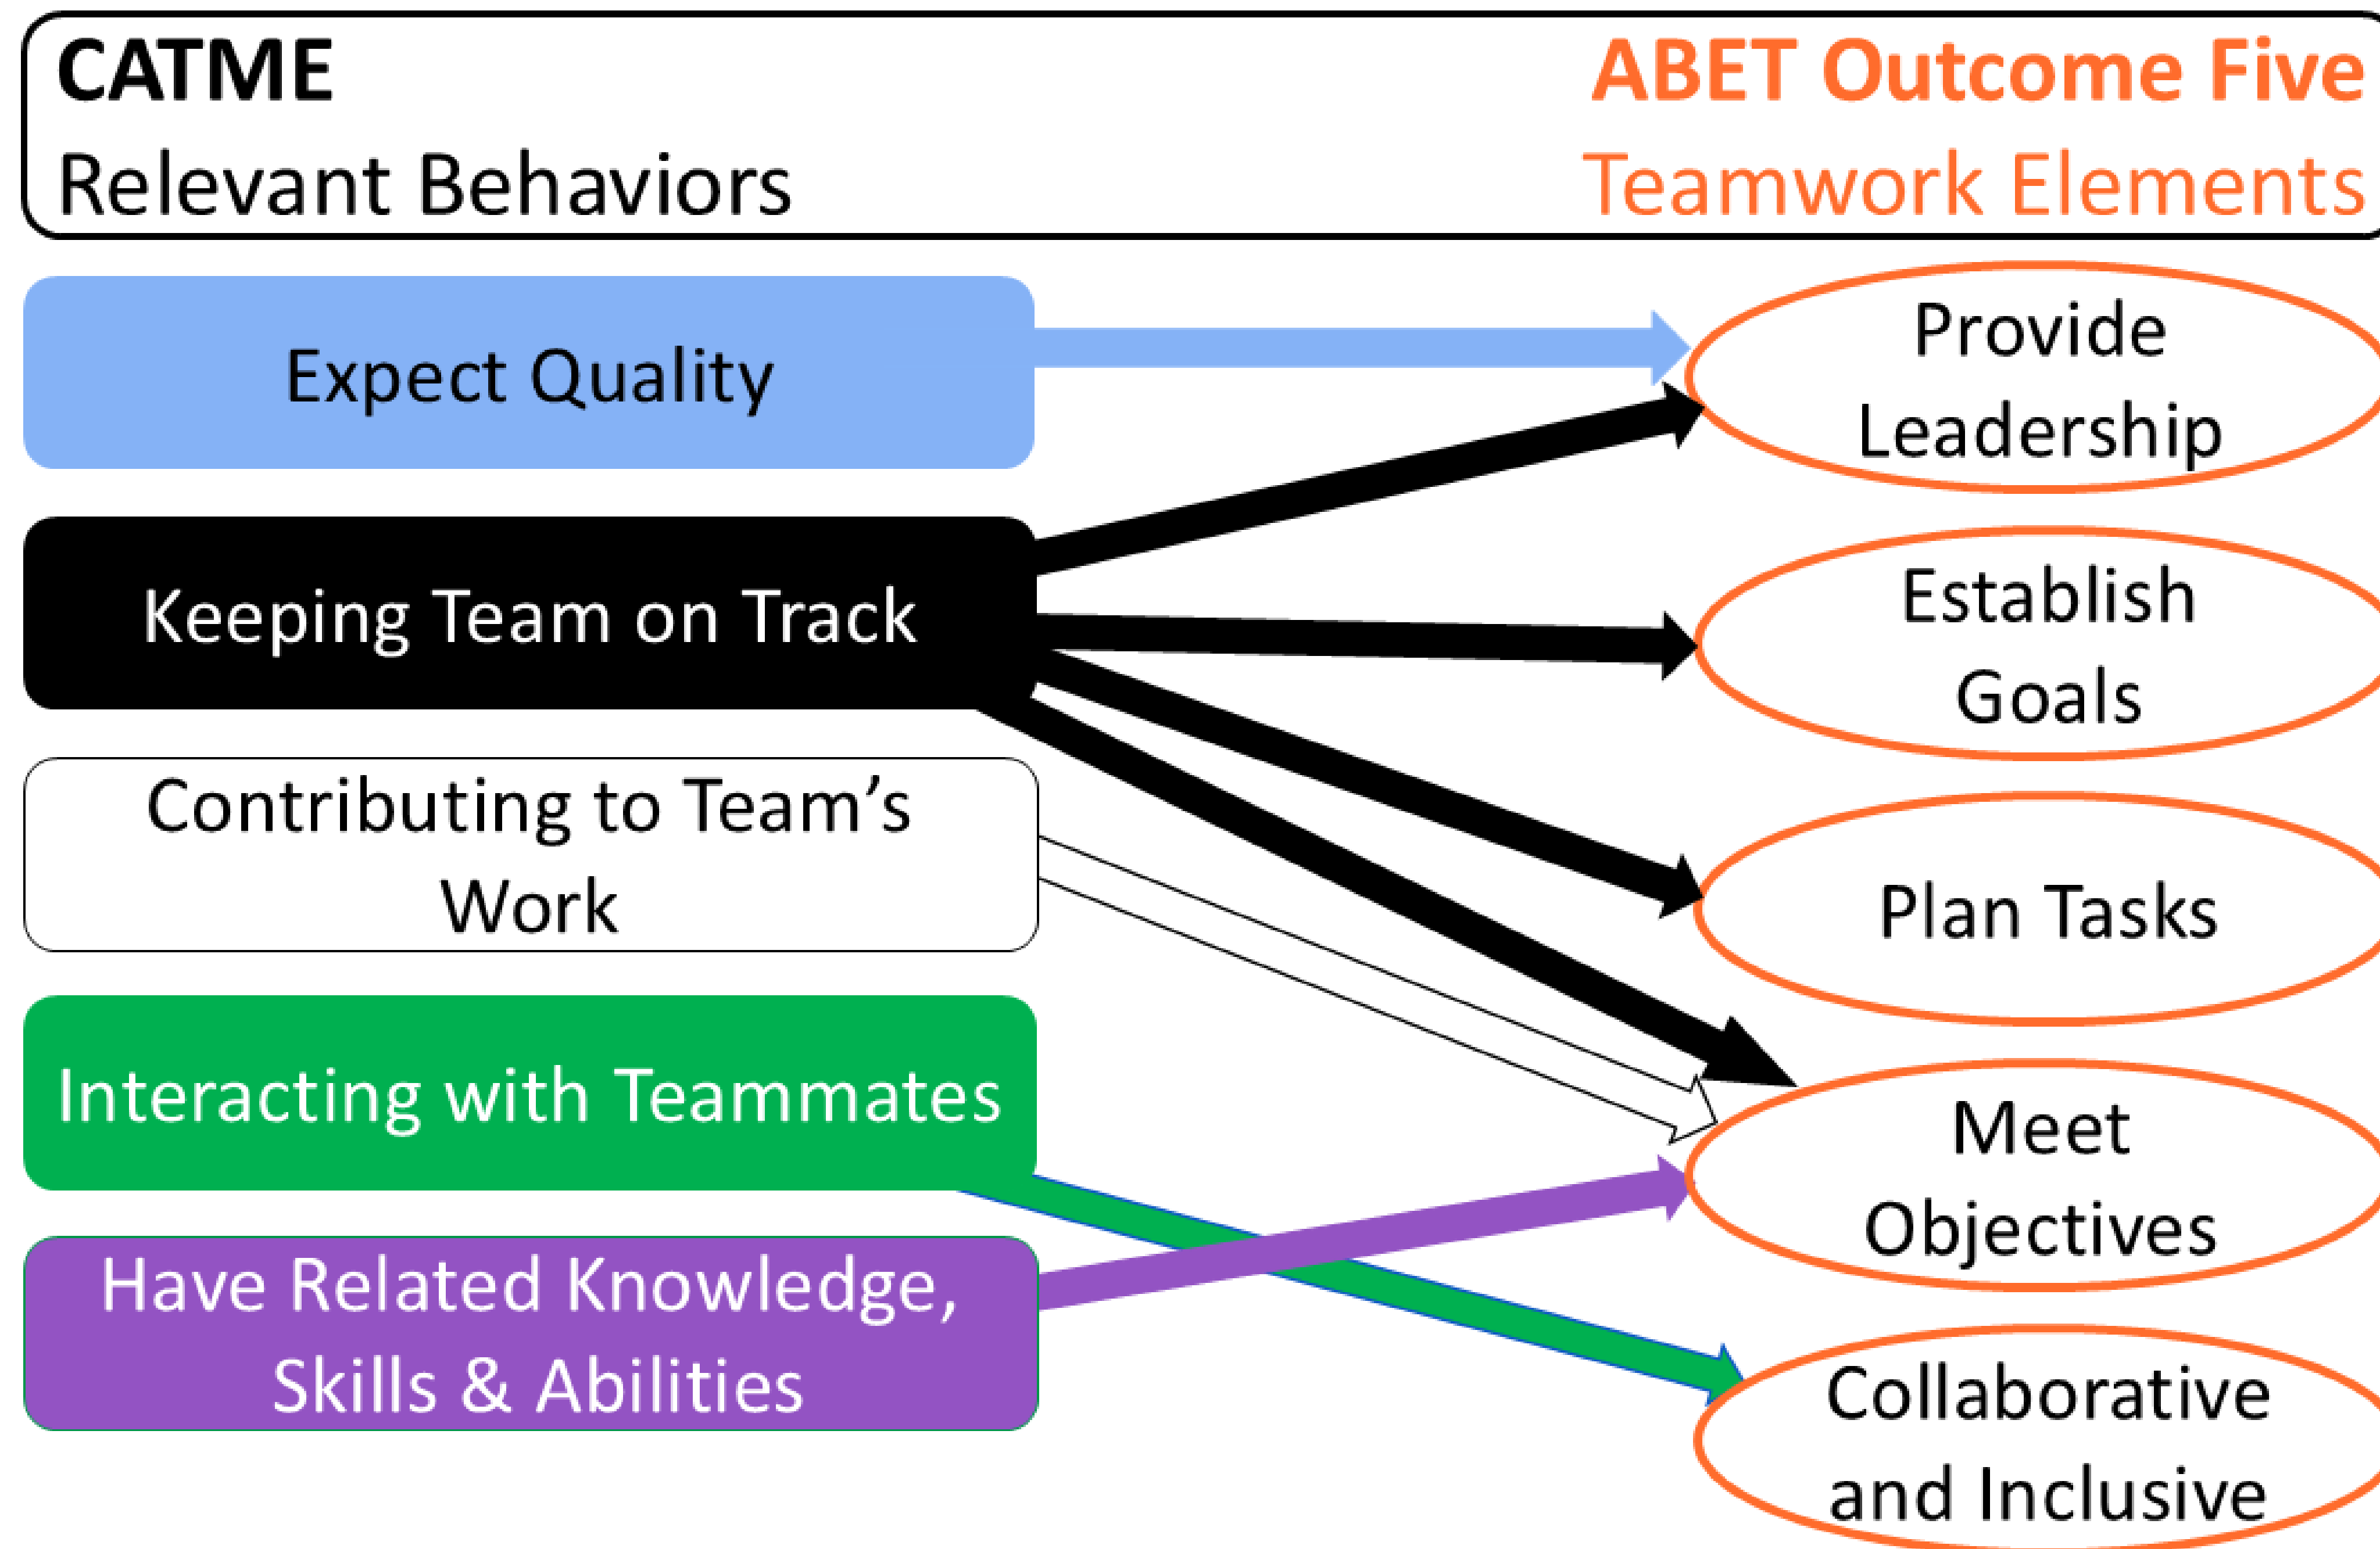 CATME
Relevant Behaviors
ABET Outcome Five
Teamwork Elements
Expect Quality
Keeping Team on Track
Contributing to Team’s
Work
Interacting with Teammates
Have Related Knowledge,
Skills & Abilities
Provide
Leadership
Establish
Goals
Plan Tasks
Meet
Objectives
Collaborative
and Inclusive